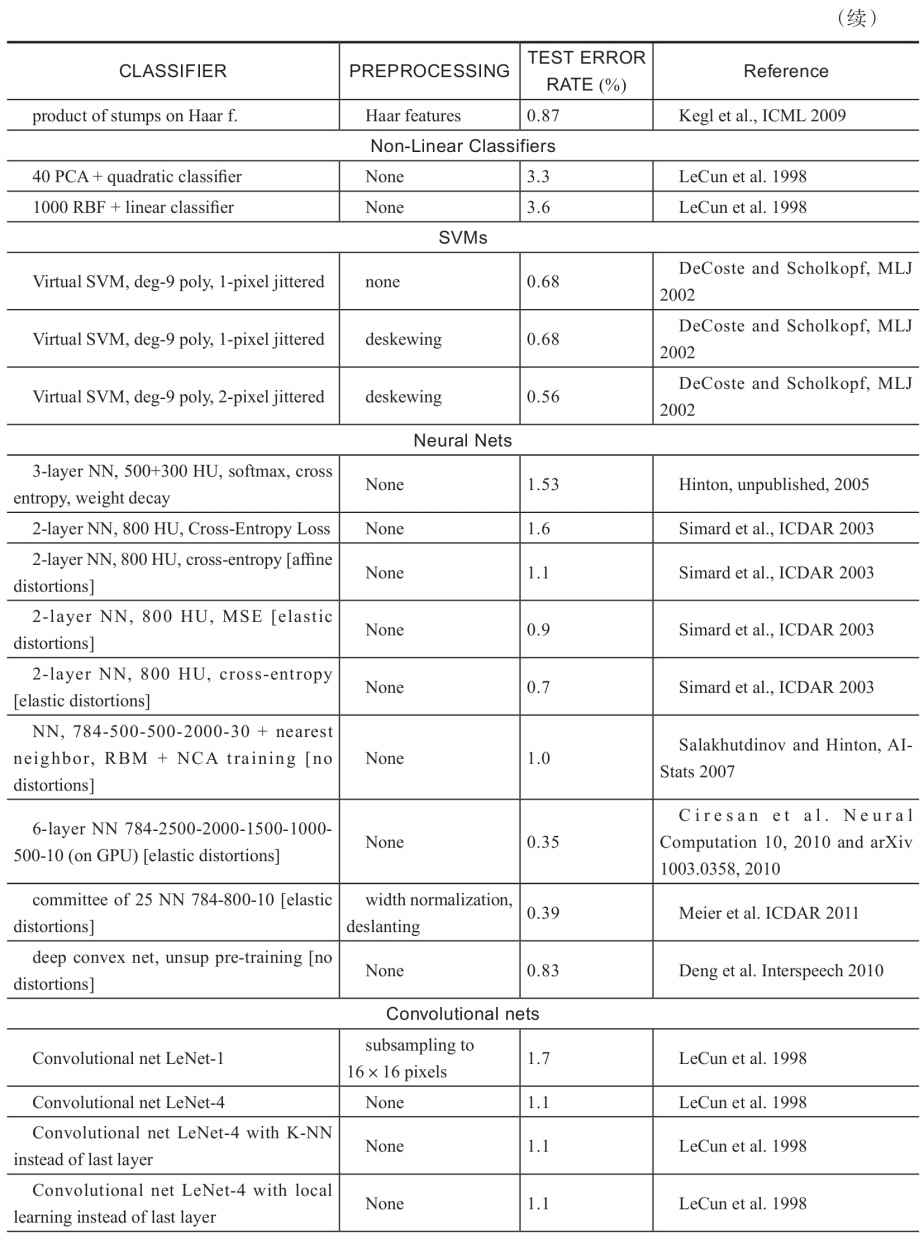 （续）
CLASSIFIER PREPROCESSING TEST ERROR RATE (%) Reference
product of stumps on Haar f. Haar features 0.87 Kegl et al., ICML 2009
Non-Linear Classifiers
40 PCA + quadratic classifier None 3.3 LeCun et al. 1998
1000 RBF + linear classifier None 3.6 LeCun et al. 1998
SVMs
Virtual SVM, deg-9 poly, 1-pixel jittered none 0.68 DeCoste and Scholkopf, MLJ 2002
Virtual SVM, deg-9 poly, 1-pixel jittered deskewing 0.68 DeCoste and Scholkopf, MLJ 2002
Virtual SVM, deg-9 poly, 2-pixel jittered deskewing 0.56 DeCoste and Scholkopf, MLJ 2002
Neural Nets
3-layer NN, 500+300 HU, softmax, cross entropy, weight decay None 1.53 Hinton, unpublished, 2005
2-layer NN, 800 HU, Cross-Entropy Loss None 1.6 Simard et al., ICDAR 2003
2-layer NN, 800 HU, cross-entropy [affine distortions] None 1.1 Simard et al., ICDAR 2003
2-layer NN, 800 HU, MSE [elastic distortions] None 0.9 Simard et al., ICDAR 2003
2-layer NN, 800 HU, cross-entropy [elastic distortions] None 0.7 Simard et al., ICDAR 2003
NN, 784-500-500-2000-30 + nearest neighbor, RBM + NCA training [no distortions] None 1.0 Salakhutdinov and Hinton, AI-Stats 2007
6-layer NN 784-2500-2000-1500-1000-500-10 (on GPU) [elastic distortions] None 0.35 Ciresan et al. Neural Computation 10, 2010 and arXiv 1003.0358, 2010
committee of 25 NN 784-800-10 [elastic distortions] width normalization, deslanting 0.39 Meier et al. ICDAR 2011
deep convex net, unsup pre-training [no distortions] None 0.83 Deng et al. Interspeech 2010
Convolutional nets
Convolutional net LeNet-1 subsampling to 16 × 16 pixels 1.7 LeCun et al. 1998
Convolutional net LeNet-4 None 1.1 LeCun et al. 1998
Convolutional net LeNet-4 with K-NN instead of last layer None 1.1 LeCun et al. 1998
Convolutional net LeNet-4 with local learning instead of last layer None 1.1 LeCun et al. 1998